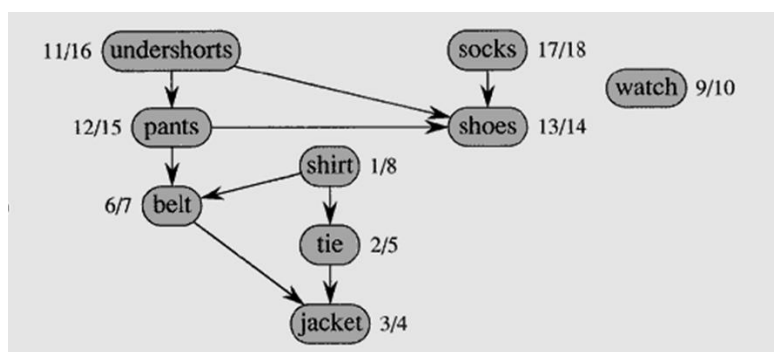 11/16 undershorts socks 17/18
watch 9/10
12/15 pants shoes 13/14
shirt 1/8
6/7 belt
tie 2/5
jacket 3/4